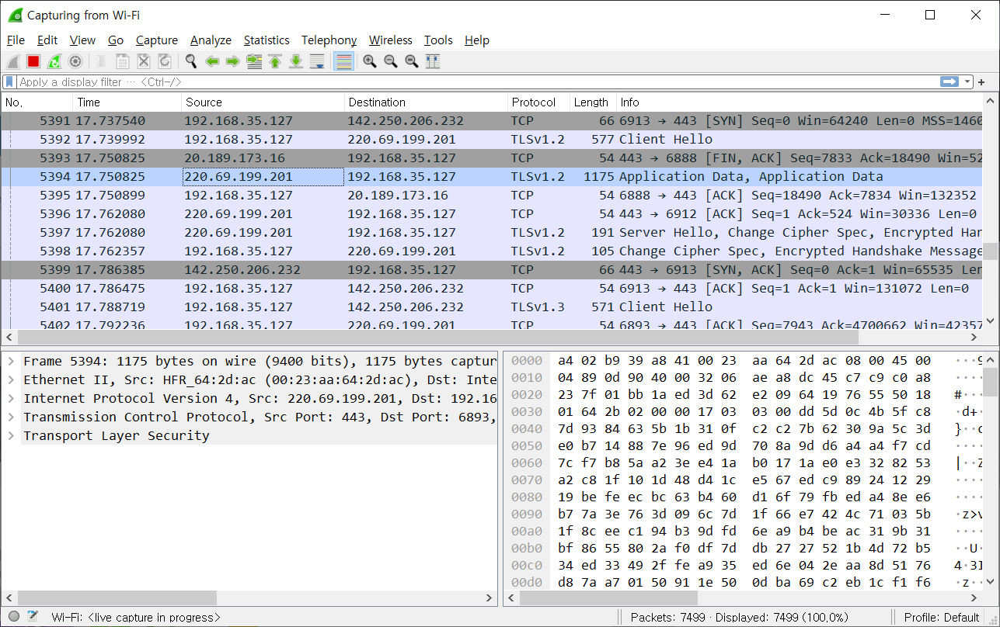 Capturing from Wi-Fi
File Edit View Go Capture Analyze Statistics Telephony Wireless Tools Help
Apply a display filter ··· <Ctrl-/>
No. Time Source Destination Protocol Length Info
5391 17.737540 192.168.35.127 142.250.206.232 TCP 66 6913 → 443 [SYN] Seq=0 Win=64240 Len=0 MSS=1460
5392 17.739992 192.168.35.127 220.69.199.201 TLSv1.2 577 Client Hello
5393 17.750825 20.189.173.16 192.168.35.127 TCP 54 443 → 6888 [FIN, ACK] Seq=7833 Ack=18490 Win=52
5394 17.750825 220.69.199.201 192.168.35.127 TLSv1.2 1175 Application Data, Application Data
5395 17.750899 192.168.35.127 20.189.173.16 TCP 54 6888 → 443 [ACK] Seq=18490 Ack=7834 Win=132352
5396 17.762080 220.69.199.201 192.168.35.127 TCP 54 443 → 6912 [ACK] Seq=1 Ack=524 Win=30336 Len=0
5397 17.762080 220.69.199.201 192.168.35.127 TLSv1.2 191 Server Hello, Change Cipher Spec, Encrypted Han
5398 17.762357 192.168.35.127 220.69.199.201 TLSv1.2 105 Change Cipher Spec, Encrypted Handshake Message
5399 17.786385 142.250.206.232 192.168.35.127 TCP 66 443 → 6913 [SYN, ACK] Seq=0 Ack=1 Win=65535 Len
5400 17.786475 192.168.35.127 142.250.206.232 TCP 54 6913 → 443 [ACK] Seq=1 Ack=1 Win=131072 Len=0
5401 17.788719 192.168.35.127 142.250.206.232 TLSv1.3 571 Client Hello
5402 17.792236 192.168.35.127 220.69.199.201 TCP 54 6893 → 443 [ACK] Seq=7943 Ack=4700662 Win=42357
Frame 5394: 1175 bytes on wire (9400 bits), 1175 bytes captur
Ethernet II, Src: HFR_64:2d:ac (00:23:aa:64:2d:ac), Dst: Inte
Internet Protocol Version 4, Src: 220.69.199.201, Dst: 192.16
Transmission Control Protocol, Src Port: 443, Dst Port: 6893,
Transport Layer Security
0000 a4 02 b9 39 a8 41 00 23 aa 64 2d ac 08 00 45 00 ···9
0010 04 89 0d 90 40 00 32 06 ae a8 dc 45 c7 c9 c0 a8 ····
0020 23 7f 01 bb 1a ed 3d 62 e2 09 64 19 76 55 50 18 #···
0030 01 64 2b 02 00 00 17 03 03 00 dd 5d 0c 4b 5f c8 ·d+·
0040 7d 93 84 63 5b 1b 31 0f c2 c2 7b 62 30 9a 5c 3d }··c
0050 e0 b7 14 88 7e 96 ed 9d 70 8a 9d d6 a4 a4 f7 cd ····
0060 7c f7 b8 5a a2 3e e4 1a b0 17 1a e0 e3 32 82 53 |··Z
0070 a2 c8 1f 10 1d 48 d4 1c e5 67 ed c9 89 24 12 29 ····
0080 19 be fe ec bc 63 b4 60 d1 6f 79 fb ed a4 8e e6 ····
0090 b7 7a 3e 76 3d 09 6c 7d 1f 66 e7 42 4c 71 03 5b ·z>v
00a0 1f 8c ee c1 94 b3 9d fd 6e a9 b4 be ac 31 9b 31 ····
00b0 bf 86 55 80 2a f0 df 7d db 27 27 52 1b 4d 72 b5 ··U·
00c0 34 ed 33 49 2f fe a9 35 ed 6e 04 2e aa 8d 51 76 4·3I
00d0 d8 7a a7 01 50 91 1e 50 0d ba 69 c2 eb 1c f1 f6 ·z··
Wi-Fi: <live capture in progress> Packets: 7499 · Displayed: 7499 (100,0%) Profile: Default